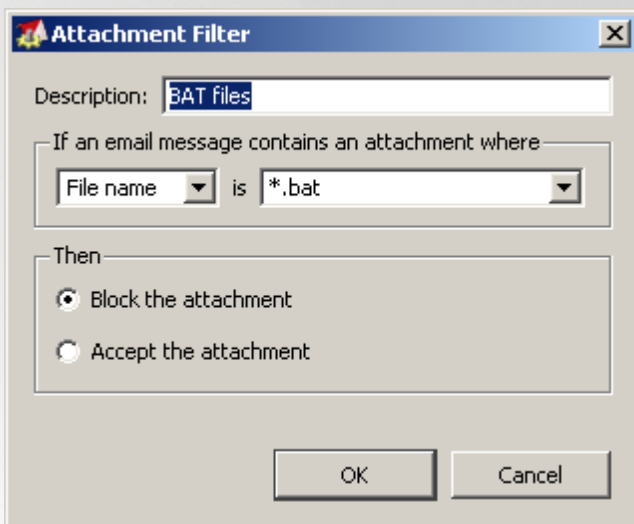 Attachment Filter
Description: BAT files
If an email message contains an attachment where
File name is *.bat
Then
Block the attachment
Accept the attachment
OK Cancel